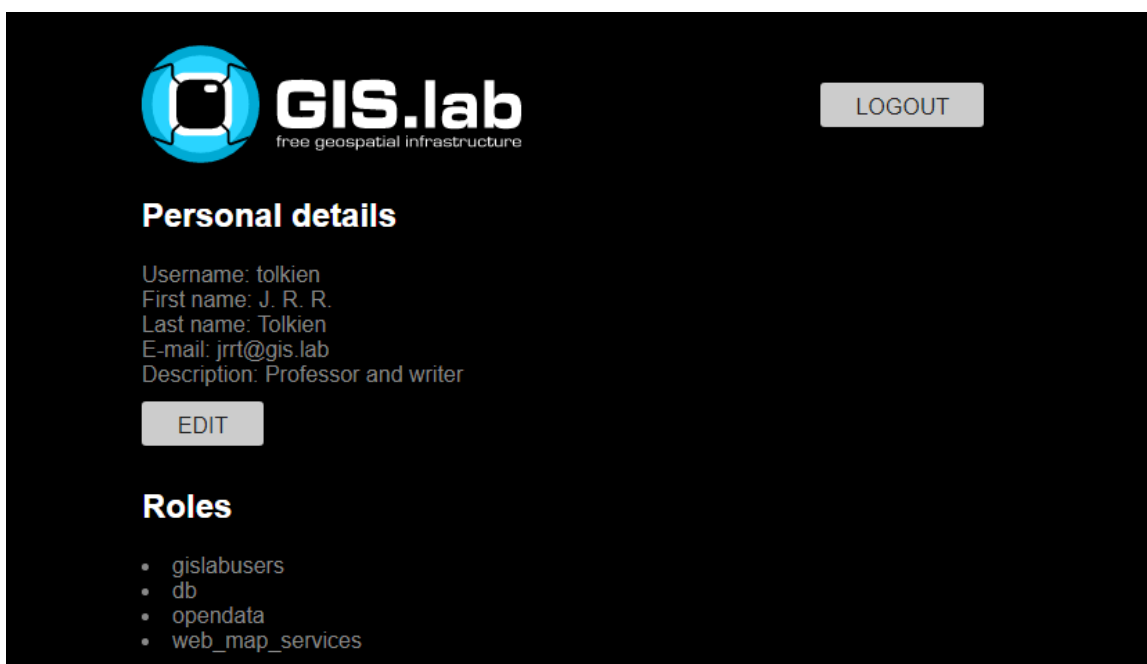 GIS.lab
free geospatial infrastructure
LOGOUT
Personal details
Username: tolkien
First name: J. R. R.
Last name: Tolkien
E-mail: jrrt@gis.lab
Description: Professor and writer
EDIT
Roles
• gislabusers
• db
• opendata
• web_map_services